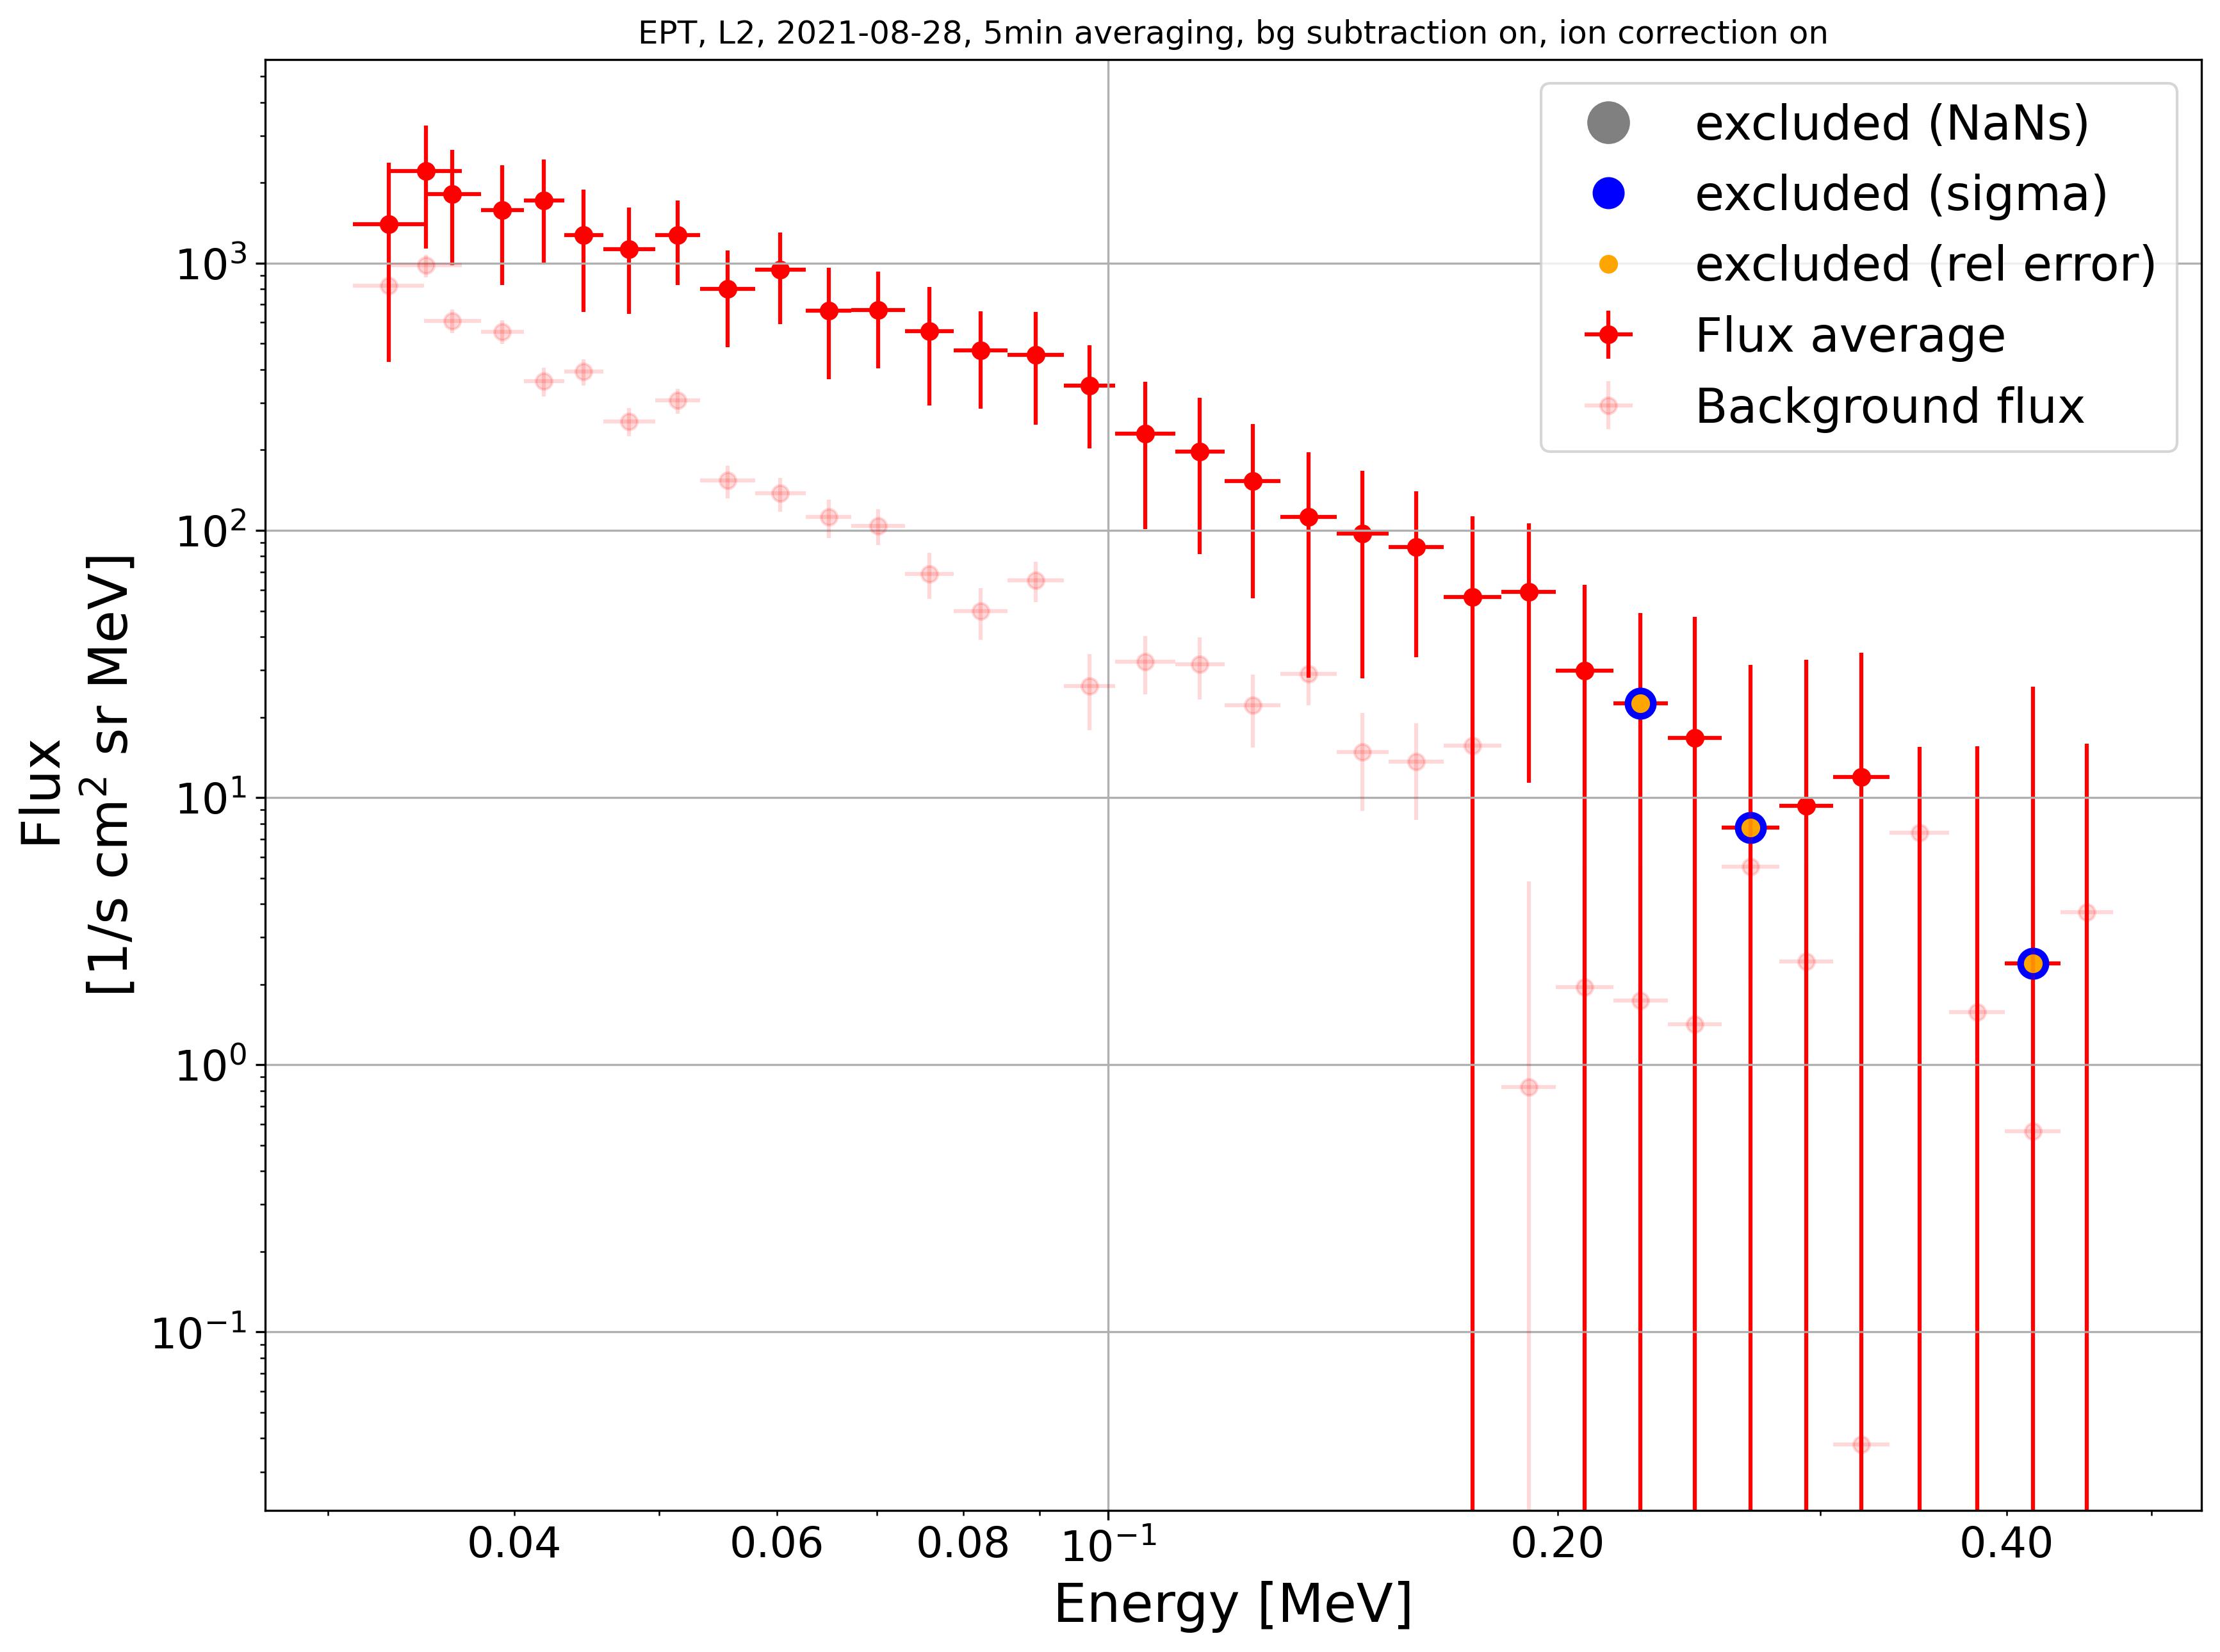 EPT, L2, 2021-08-28, 5min averaging, bg subtraction on, ion correction on
excluded (NaNs)
excluded (sigma)
excluded (rel error)
Flux average
Background flux
Flux
[1/s cm² sr MeV]
10³
10²
10¹
10⁰
10⁻¹
0.04
0.06
0.08
10⁻¹
0.20
0.40
Energy [MeV]